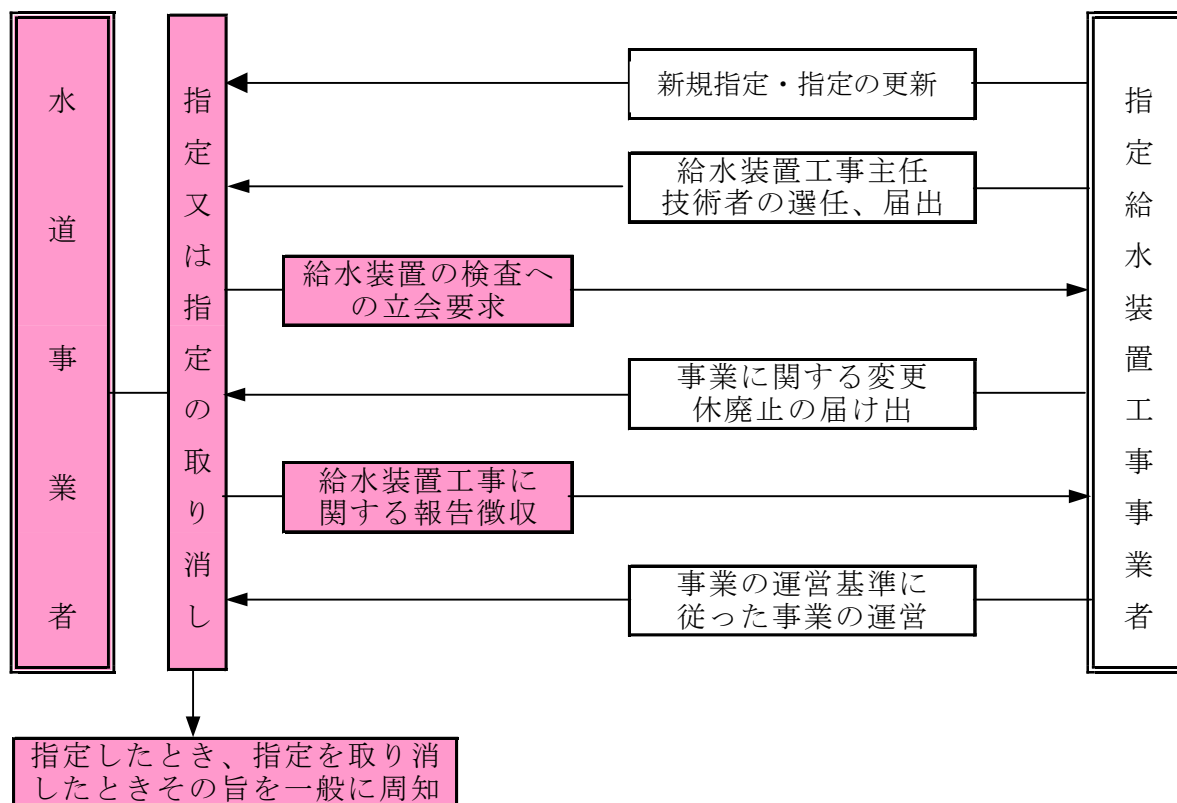 水道事業者
指定又は指定の取り消し
新規指定・指定の更新
給水装置工事主任
技術者の選任、届出
給水装置の検査へ
の立会要求
事業に関する変更
休廃止の届け出
給水装置工事に
関する報告徴収
事業の運営基準に
従った事業の運営
指定給水装置工事事業者
指定したとき、指定を取り消
したときその旨を一般に周知